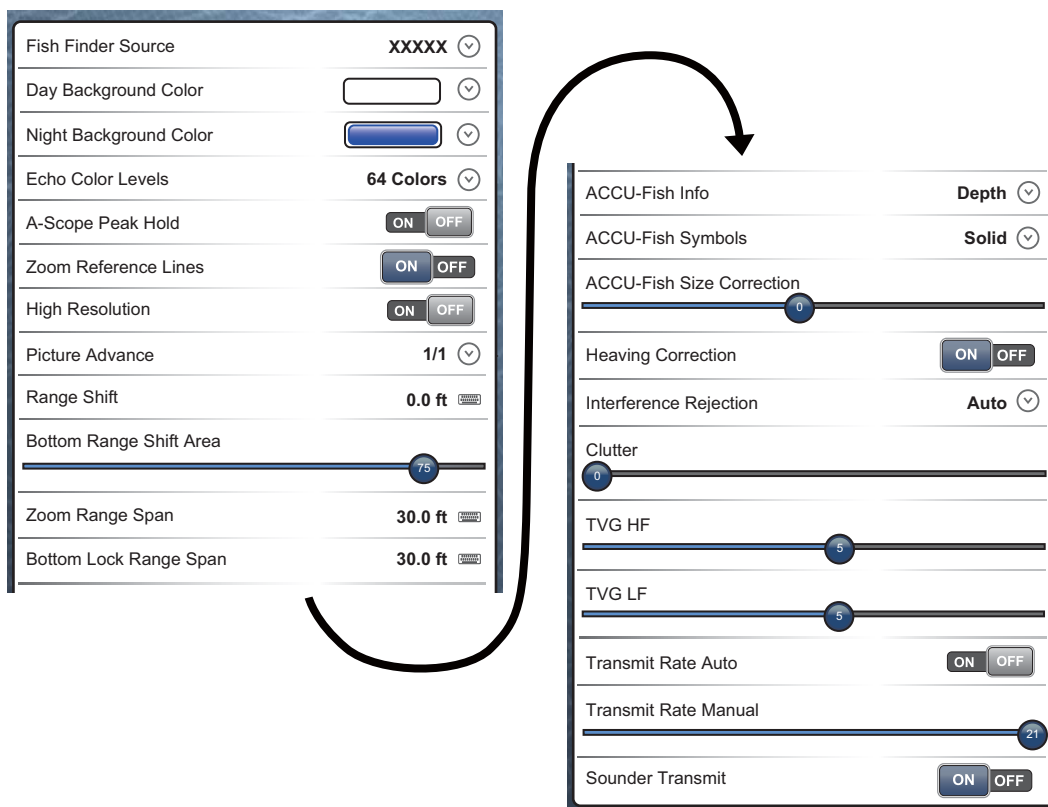 Fish Finder Source XXXXX
Day Background Color
Night Background Color
Echo Color Levels 64 Colors
A-Scope Peak Hold ON OFF
Zoom Reference Lines ON OFF
High Resolution ON OFF
Picture Advance 1/1
Range Shift 0.0 ft
Bottom Range Shift Area
75
Zoom Range Span 30.0 ft
Bottom Lock Range Span 30.0 ft
ACCU-Fish Info Depth
ACCU-Fish Symbols Solid
ACCU-Fish Size Correction
0
Heaving Correction ON OFF
Interference Rejection Auto
Clutter
0
TVG HF
5
TVG LF
5
Transmit Rate Auto ON OFF
Transmit Rate Manual
21
Sounder Transmit ON OFF